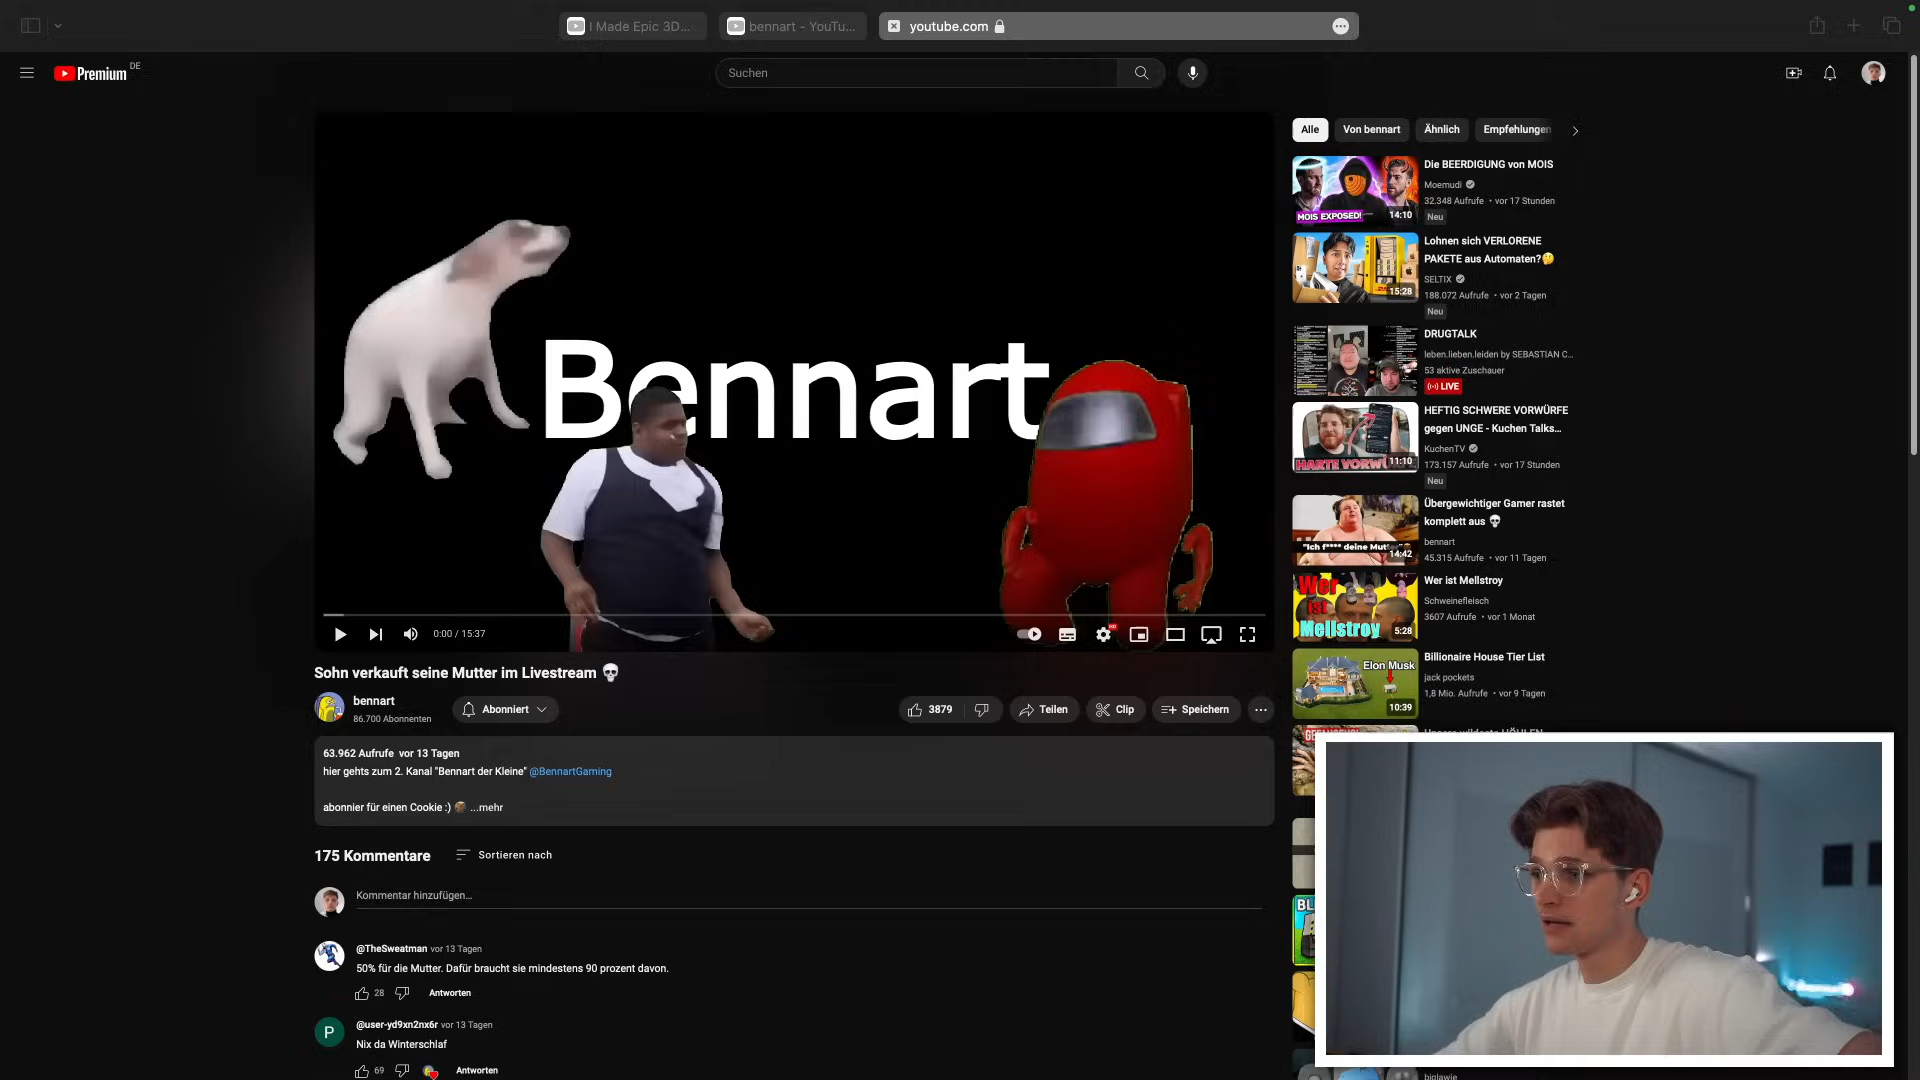 I Made Epic 3D...
bennart - YouTu...
youtube.com
Premium
DE
Suchen
Bennart
0:00 / 15:37
HD
Sohn verkauft seine Mutter im Livestream 💀
bennart
86.700 Abonnenten
Abonniert
3879
Teilen
Clip
Speichern
63.962 Aufrufe vor 13 Tagen
hier gehts zum 2. Kanal "Bennart der Kleine" @BennartGaming
abonnier für einen Cookie :) 🍪 ...mehr
175 Kommentare
Sortieren nach
Kommentar hinzufügen...
@TheSweatman vor 13 Tagen
50% für die Mutter. Dafür braucht sie mindestens 90 prozent davon.
28
Antworten
P
@user-yd9xn2nx6r vor 13 Tagen
Nix da Winterschlaf
69
Antworten
Alle
Von bennart
Ähnlich
Empfehlungen
MOIS EXPOSED!
14:10
Die BEERDIGUNG von MOIS
Moemudi
32.348 Aufrufe • vor 17 Stunden
Neu
15:28
Lohnen sich VERLORENE
PAKETE aus Automaten?🤔
SELTIX
188.072 Aufrufe • vor 2 Tagen
Neu
DRUGTALK
leben.lieben.leiden by SEBASTIAN C...
53 aktive Zuschauer
LIVE
11:10
HEFTIG SCHWERE VORWÜRFE
gegen UNGE - Kuchen Talks...
KuchenTV
173.157 Aufrufe • vor 17 Stunden
Neu
"Ich f**** deine Mut
14:42
Übergewichtiger Gamer rastet
komplett aus 💀
bennart
45.315 Aufrufe • vor 11 Tagen
Wer
ist
Mellstroy
5:28
Wer ist Mellstroy
Schweinefleisch
3607 Aufrufe • vor 1 Monat
Elon Musk
10:39
Billionaire House Tier List
jack pockets
1,8 Mio. Aufrufe • vor 9 Tagen
BL